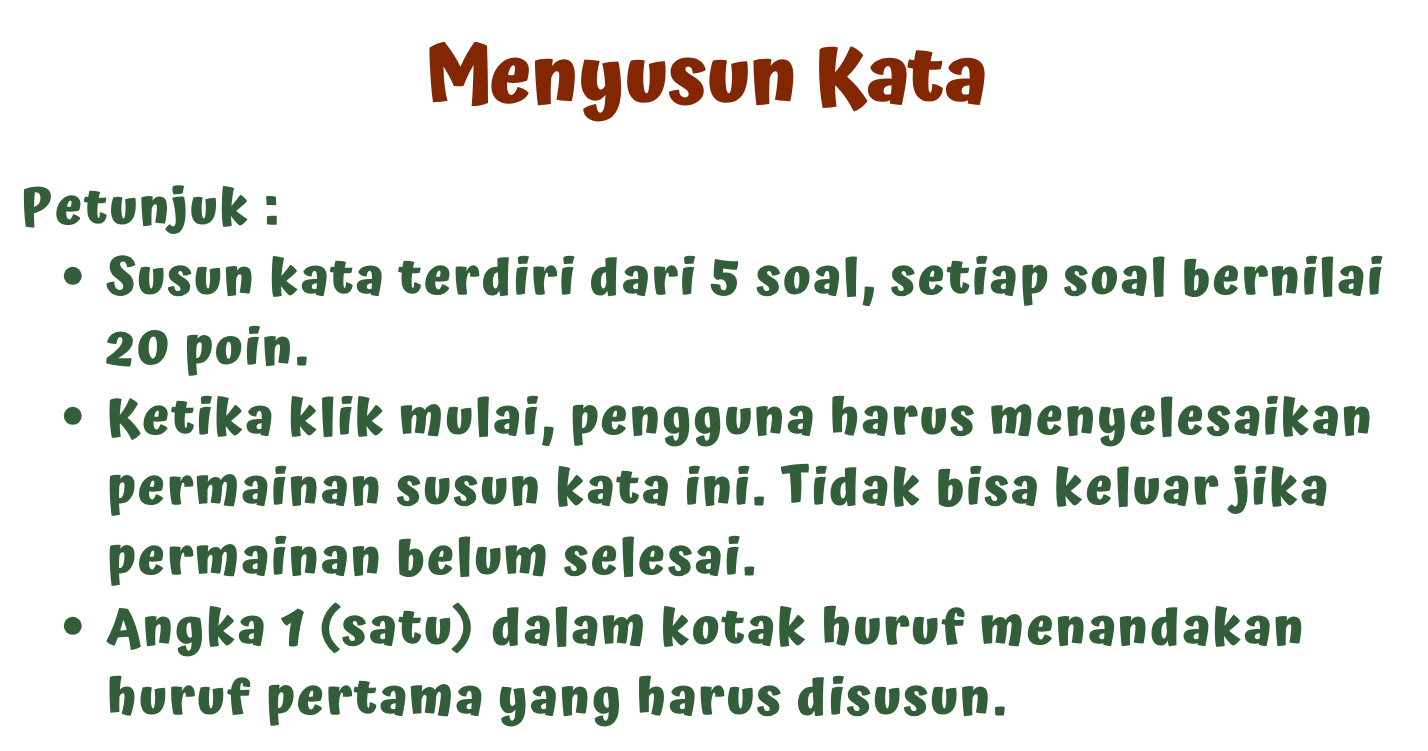 Menyusun Kata
Petunjuk :
• Susun kata terdiri dari 5 soal, setiap soal bernilai
20 poin.
• Ketika klik mulai, pengguna harus menyelesaikan
permainan susun kata ini. Tidak bisa keluar jika
permainan belum selesai.
• Angka 1 (satu) dalam kotak huruf menandakan
huruf pertama yang harus disusun.